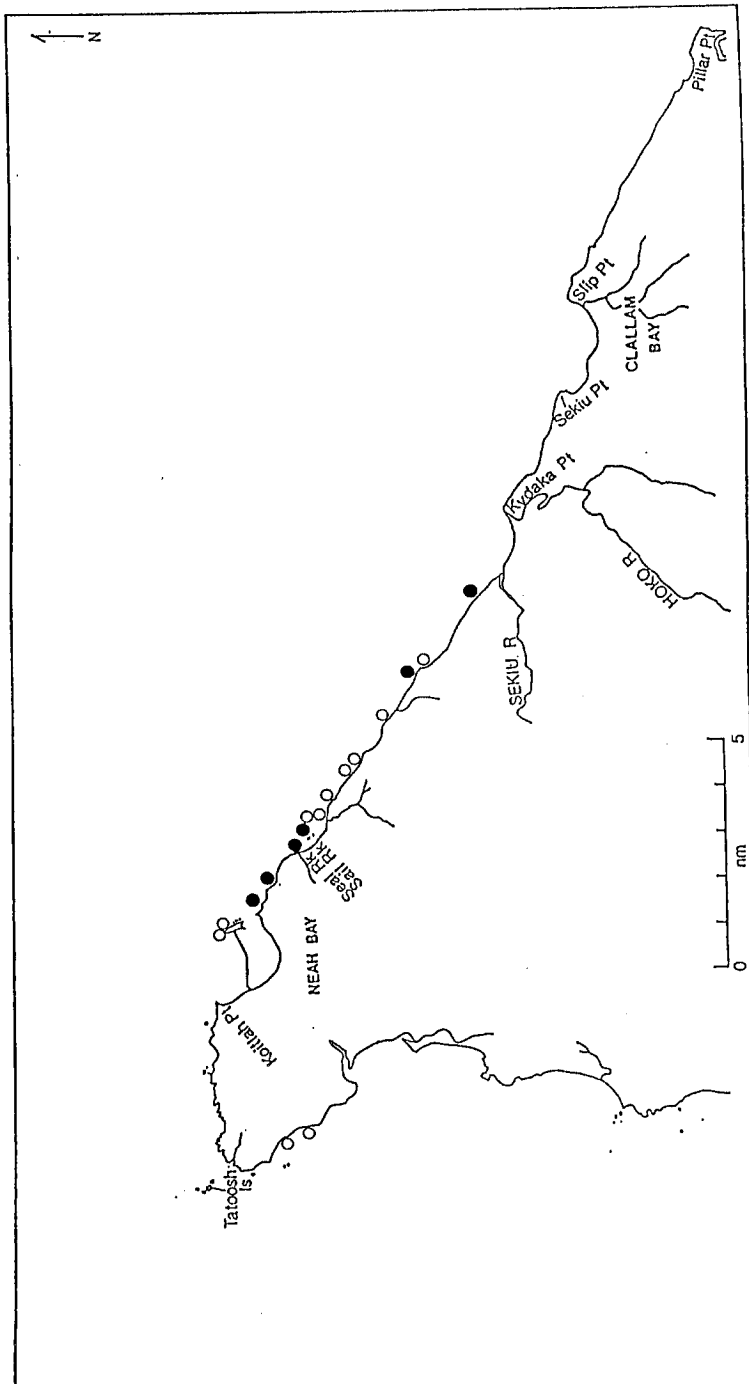 N
Pillar Pt
Slip Pt
CLALLAM
BAY
Sekiu Pt
Kydaka Pt
HOKO R
SEKIU R
Seal RK
Sail RK
NEAH BAY
Koitlah Pt
Tatoosh
Is
0
5
nm